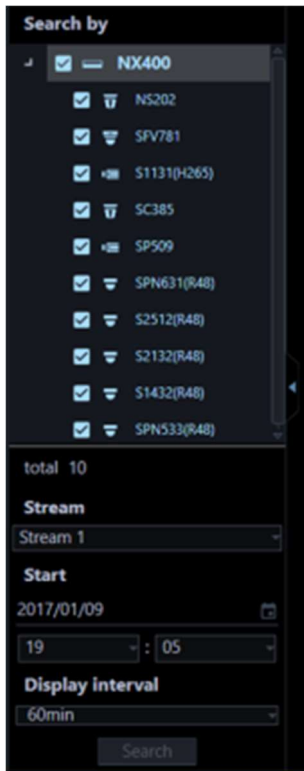 Search by
NX400
NS202
SFV781
S1131(H265)
SC385
SP509
SPN631(R48)
S2512(R48)
S2132(R48)
S1432(R48)
SPN533(R48)
total 10
Stream
Stream 1
Start
2017/01/09
19 : 05
Display interval
60min
Search